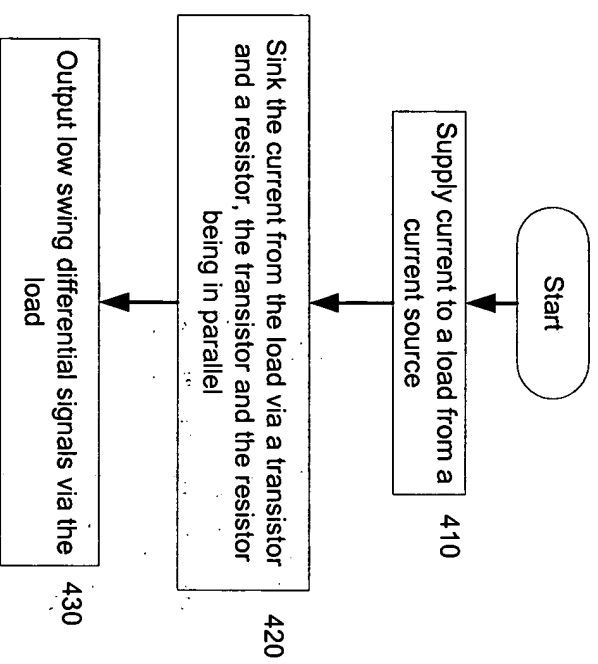 Start
Supply current to a load from a
current source
410
Sink the current from the load via a transistor
and a resistor, the transistor and the resistor
being in parallel
420
Output low swing differential signals via the
load
430